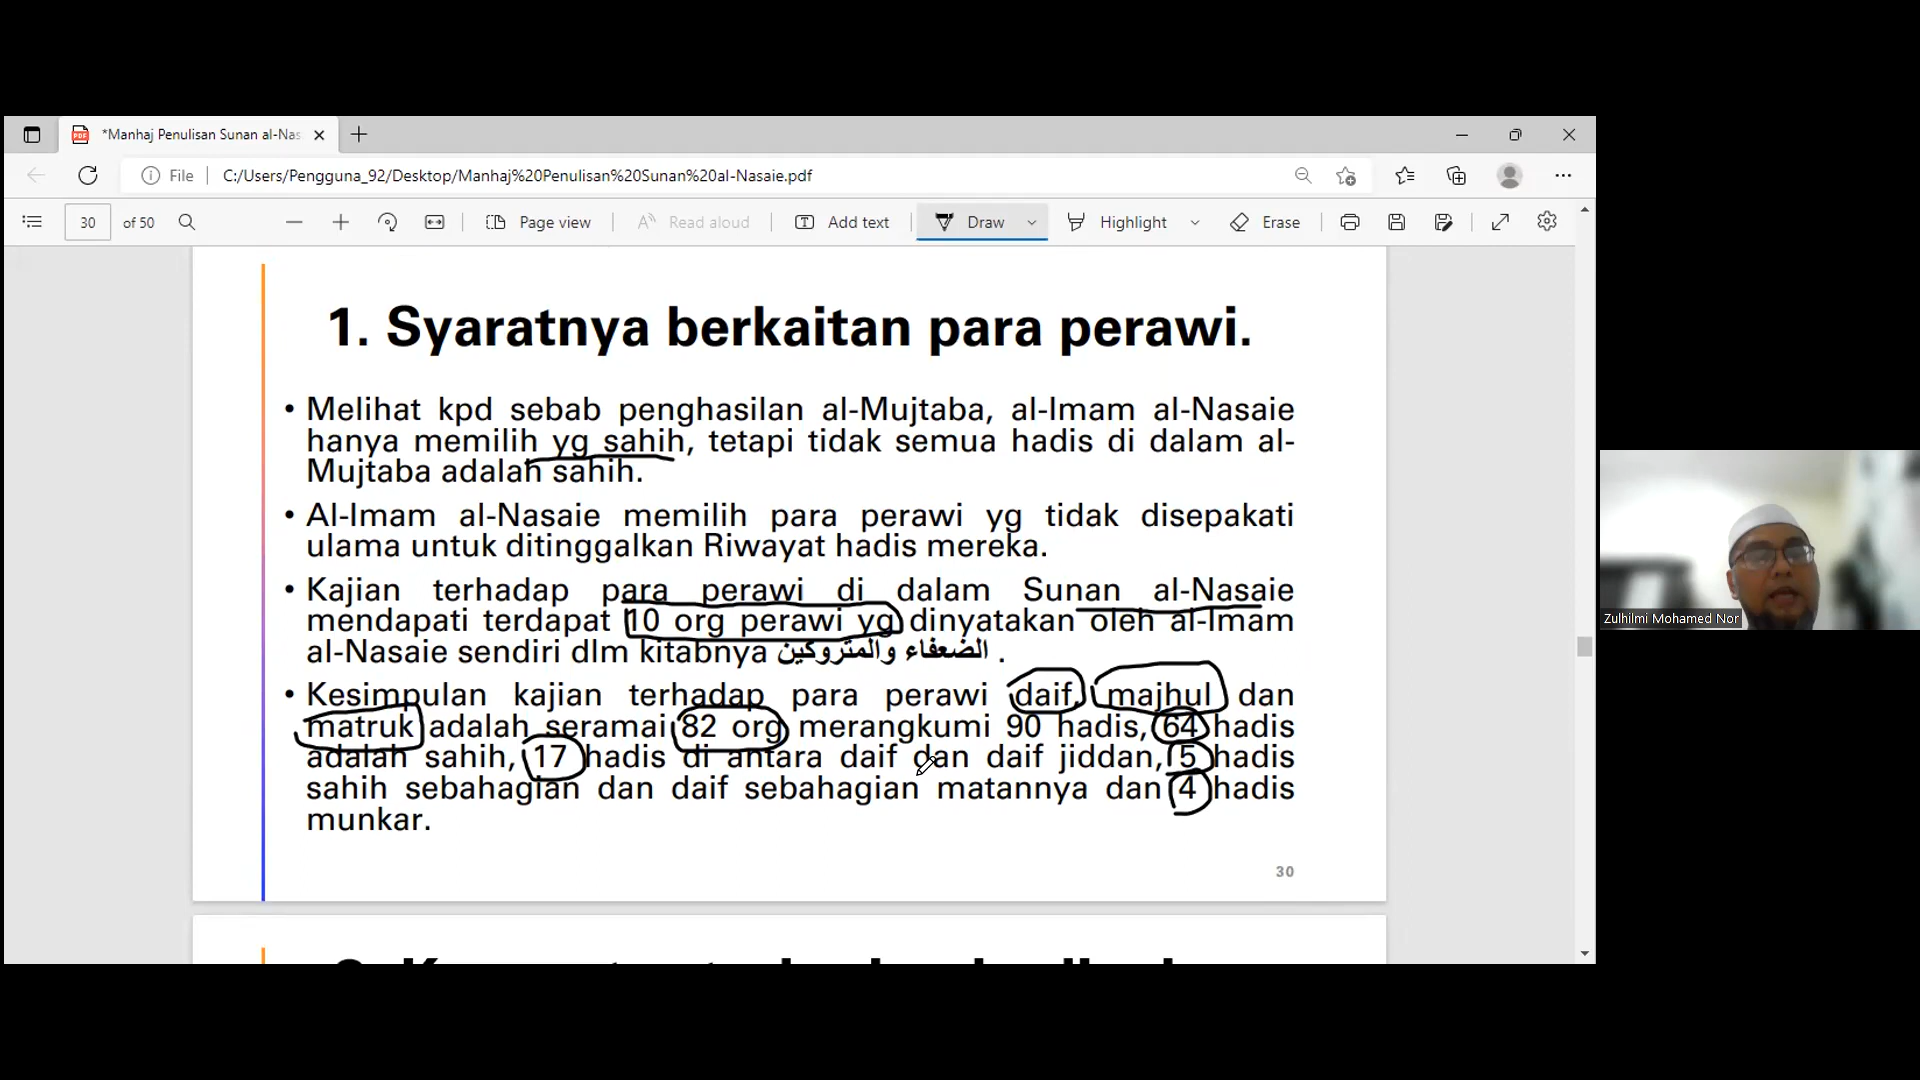 *Manhaj Penulisan Sunan al-Nas
File
C:/Users/Pengguna_92/Desktop/Manhaj%20Penulisan%20Sunan%20al-Nasaie.pdf
30 of 50
Page view
Read aloud
Add text
Draw
Highlight
Erase
1. Syaratnya berkaitan para perawi.
• Melihat kpd sebab penghasilan al-Mujtaba, al-Imam al-Nasaie
hanya memilih yg sahih, tetapi tidak semua hadis di dalam al-
Mujtaba adalah sahih.
• Al-Imam al-Nasaie memilih para perawi yg tidak disepakati
ulama untuk ditinggalkan Riwayat hadis mereka.
• Kajian terhadap para perawi di dalam Sunan al-Nasaie
mendapati terdapat 10 org perawi yg dinyatakan oleh al-Imam
al-Nasaie sendiri dlm kitabnya الضعفاء والمتروكين .
• Kesimpulan kajian terhadap para perawi daif, majhul dan
matruk adalah seramai 82 org merangkumi 90 hadis, 64 hadis
adalah sahih, 17 hadis di antara daif dan daif jiddan, 5 hadis
sahih sebahagian dan daif sebahagian matannya dan 4 hadis
munkar.
30
Zulhilmi Mohamed Nor